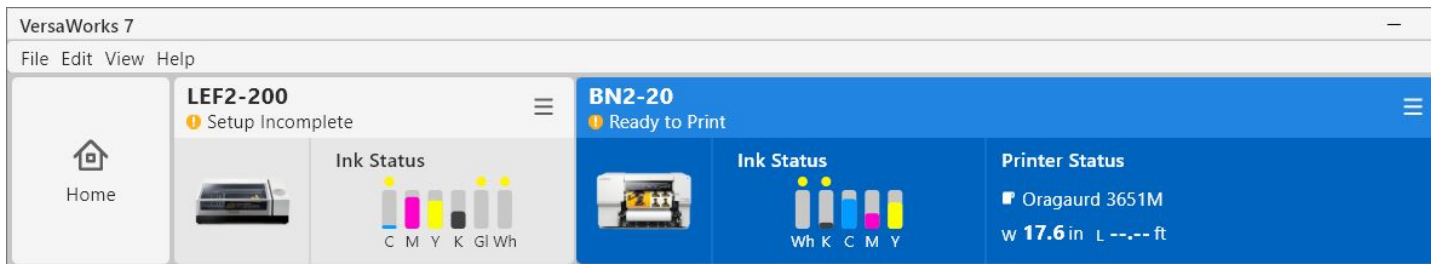 VersaWorks 7
File Edit View Help
Home
LEF2-200
Setup Incomplete
Ink Status
C M Y K Gl Wh
BN2-20
Ready to Print
Ink Status
Wh K C M Y
Printer Status
Oragaurd 3651M
W 17.6 in L --.-- ft